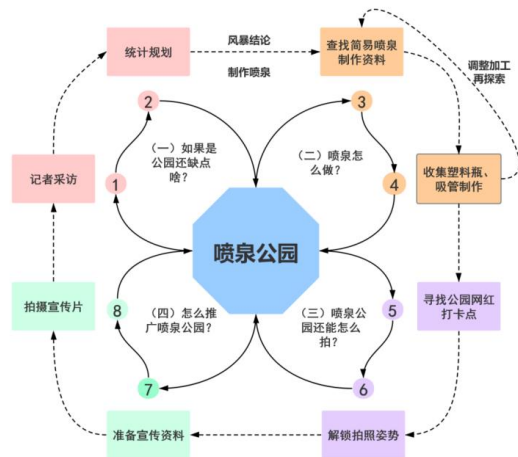 统计规划
风暴结论
制作喷泉
查找简易喷泉
制作资料
调整加工
再探索
2
3
（一）如果是
公园还缺点
啥？
（二）喷泉怎
么做？
记者采访
1
4
收集塑料瓶、
吸管制作
喷泉公园
拍摄宣传片
8
（四）怎么推
广喷泉公园？
（三）喷泉公
园还能怎么
拍？
5
寻找公园网红
打卡点
7
6
准备宣传资料
解锁拍照姿势